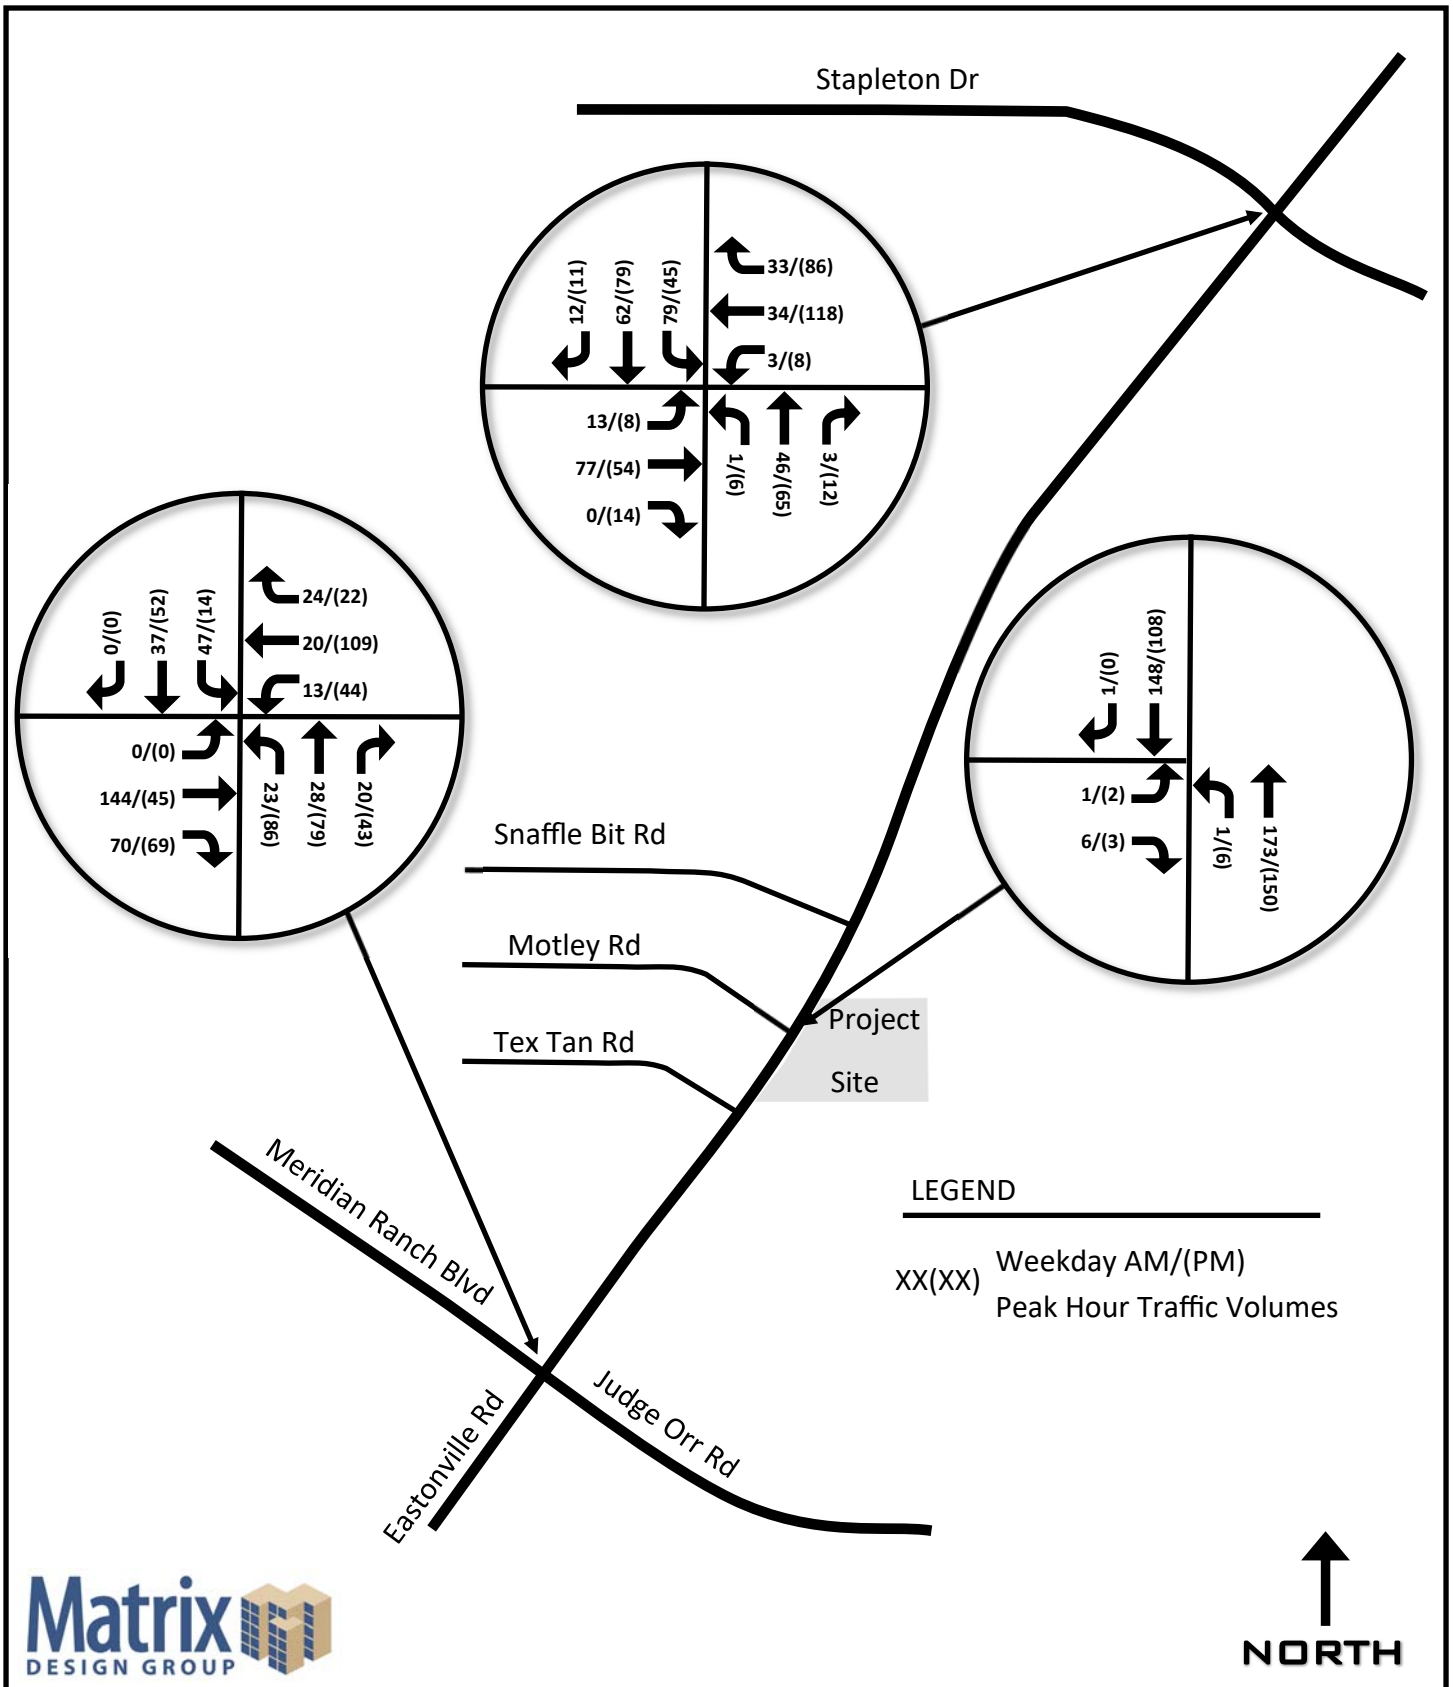 Stapleton Dr
12/(11)
62/(79)
79/(45)
33/(86)
34/(118)
3/(8)
13/(8)
77/(54)
0/(14)
1/(6)
46/(65)
3/(12)
0/(0)
37/(52)
47/(14)
24/(22)
20/(109)
13/(44)
0/(0)
144/(45)
70/(69)
23/(86)
28/(79)
20/(43)
1/(0)
148/(108)
1/(2)
6/(3)
1/(6)
173/(150)
Snaffle Bit Rd
Motley Rd
Tex Tan Rd
Project
Site
Meridian Ranch Blvd
Judge Orr Rd
Eastonville Rd
LEGEND
XX(XX)
Weekday AM/(PM)
Peak Hour Traffic Volumes
Matrix
DESIGN GROUP
NORTH